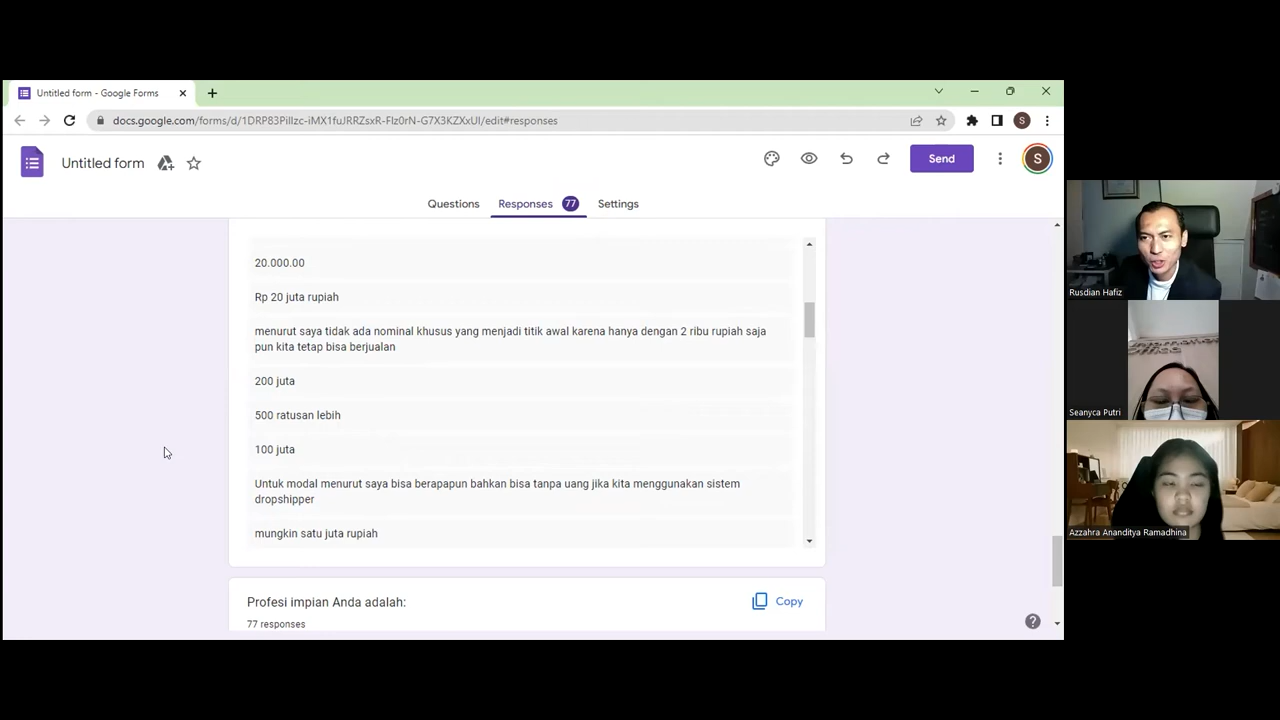 Untitled form - Google Forms
docs.google.com/forms/d/1DRP83PiIlzc-iMX1fuJRRZsxR-FIz0rN-G7X3KZXxUI/edit#responses
S
Untitled form
Send
S
Questions
Responses 77
Settings
20.000.00
Rp 20 juta rupiah
menurut saya tidak ada nominal khusus yang menjadi titik awal karena hanya dengan 2 ribu rupiah saja
pun kita tetap bisa berjualan
200 juta
500 ratusan lebih
100 juta
Untuk modal menurut saya bisa berapapun bahkan bisa tanpa uang jika kita menggunakan sistem
dropshipper
mungkin satu juta rupiah
Profesi impian Anda adalah:
Copy
77 responses
Rusdian Hafiz
Office
Seanyca Putri
Azzahra Ananditya Ramadhina